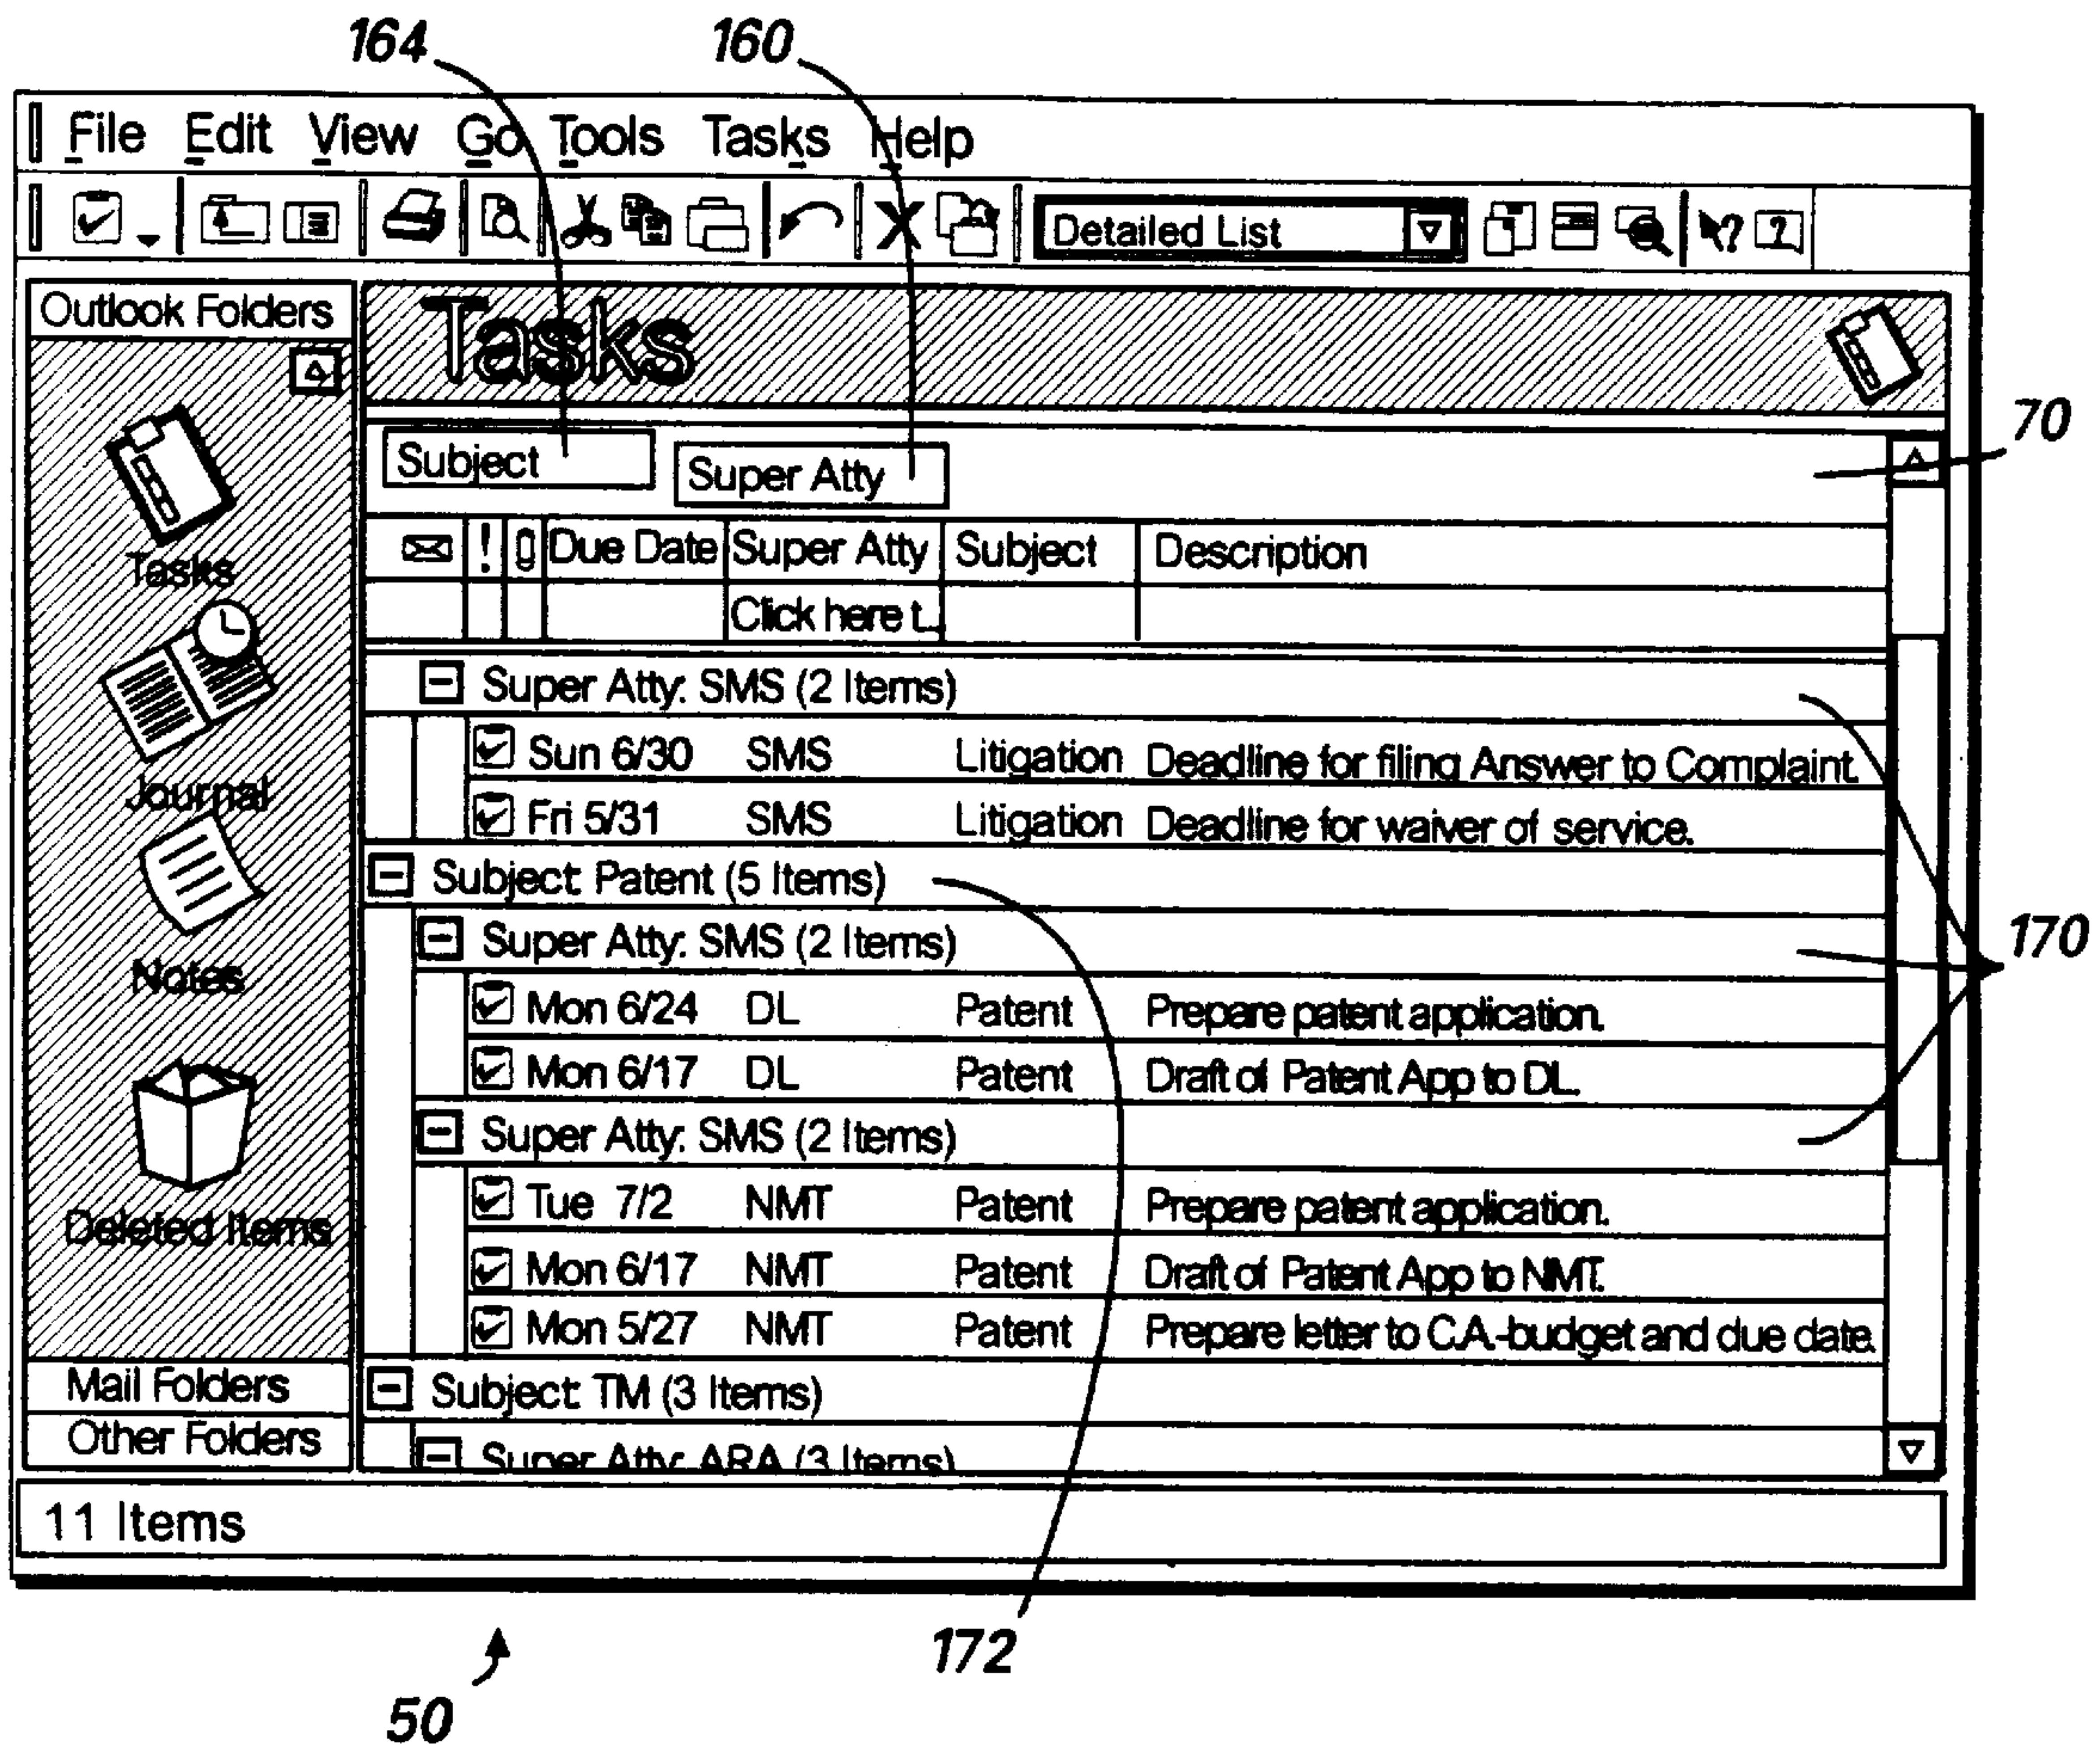 164 160
File Edit View Go Tools Tasks Help
Detailed List
Outlook Folders
Tasks
70
Subject Super Atty
! Due Date Super Atty Subject Description
Click here t...
Tasks
Super Atty: SMS (2 Items)
Sun 6/30 SMS Litigation Deadline for filing Answer to Complaint.
Journal
Fri 5/31 SMS Litigation Deadline for waiver of service.
Subject: Patent (5 Items)
Super Atty: SMS (2 Items)
170
Notes
Mon 6/24 DL Patent Prepare patent application.
Mon 6/17 DL Patent Draft of Patent App to DL.
Super Atty: SMS (2 Items)
Tue 7/2 NMT Patent Prepare patent application.
Deleted Items
Mon 6/17 NMT Patent Draft of Patent App to NMT.
Mon 5/27 NMT Patent Prepare letter to C.A.-budget and due date.
Mail Folders
Subject: TM (3 Items)
Other Folders
Super Atty: ARA (3 Items)
11 Items
172
50